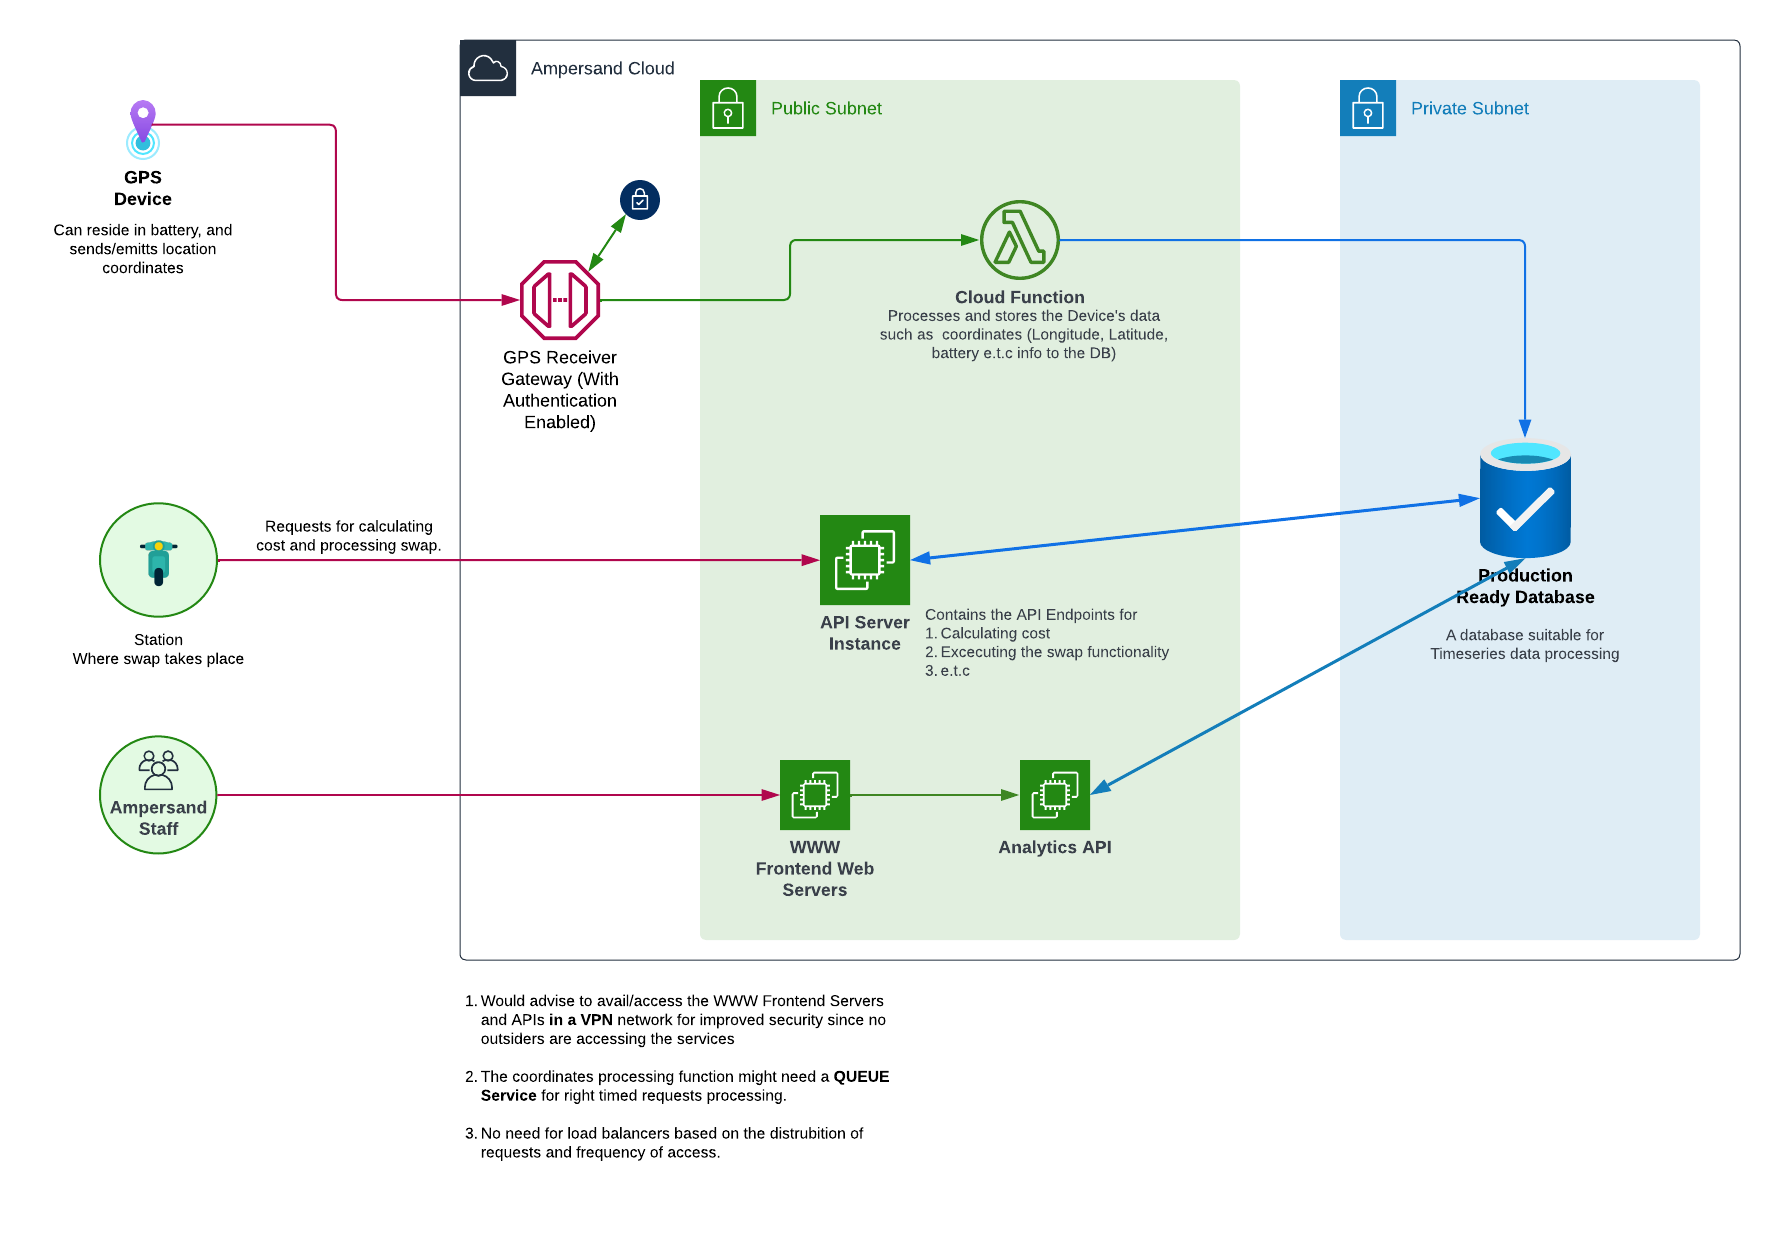 Ampersand Cloud
Public Subnet
Private Subnet
GPS
Device
Can reside in battery, and
sends/emitts location
coordinates
GPS Receiver
Gateway (With
Authentication
Enabled)
Cloud Function
Processes and stores the Device's data
such as  coordinates (Longitude, Latitude,
battery e.t.c info to the DB)
Requests for calculating
cost and processing swap.
Station
Where swap takes place
API Server
Instance
Contains the API Endpoints for
1. Calculating cost
2. Excecuting the swap functionality
3. e.t.c
Production
Ready Database
A database suitable for
Timeseries data processing
Ampersand
Staff
WWW
Frontend Web
Servers
Analytics API
1. Would advise to avail/access the WWW Frontend Servers
and APIs in a VPN network for improved security since no
outsiders are accessing the services
2. The coordinates processing function might need a QUEUE
Service for right timed requests processing.
3. No need for load balancers based on the distrubition of
requests and frequency of access.